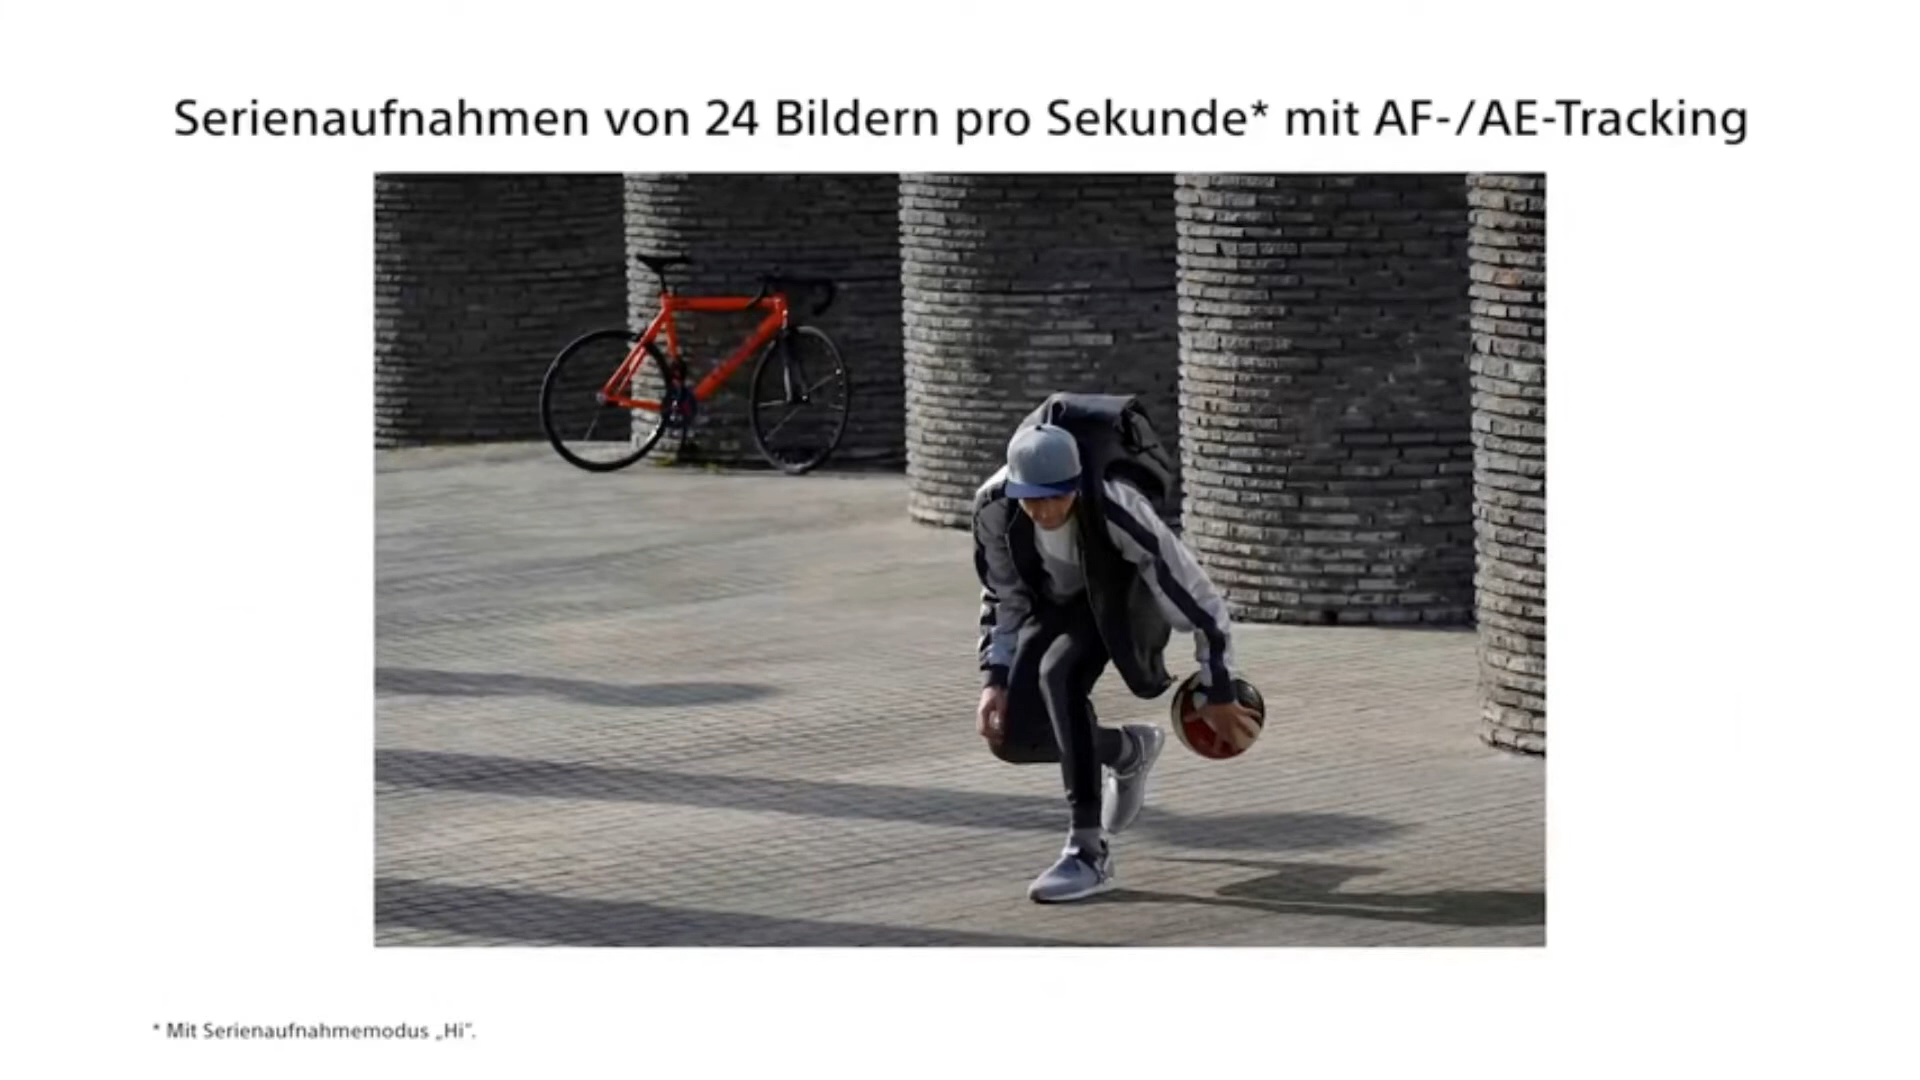 Serienaufnahmen von 24 Bildern pro Sekunde* mit AF-/AE-Tracking
* Mit Serienaufnahmemodus „Hi“.